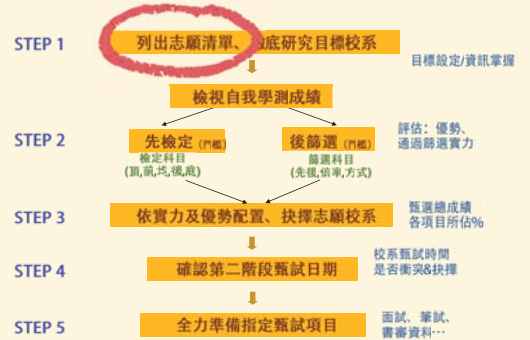 STEP 1
列出志願清單、底研究目標校系
目標設定/資訊掌握
檢視自我學測成績
STEP 2
先檢定(門檻)
後篩選(門檻)
評估：優勢、
通過篩選實力
檢定科目
(頂,前,均,後,底)
篩選科目
(先後,倍率,方式)
STEP 3
依實力及優勢配置、抉擇志願校系
甄選總成績
各項目所佔%
STEP 4
確認第二階段甄試日期
校系甄試時間
是否衝突&抉擇
STEP 5
全力準備指定甄試項目
面試、筆試、
書審資料⋯